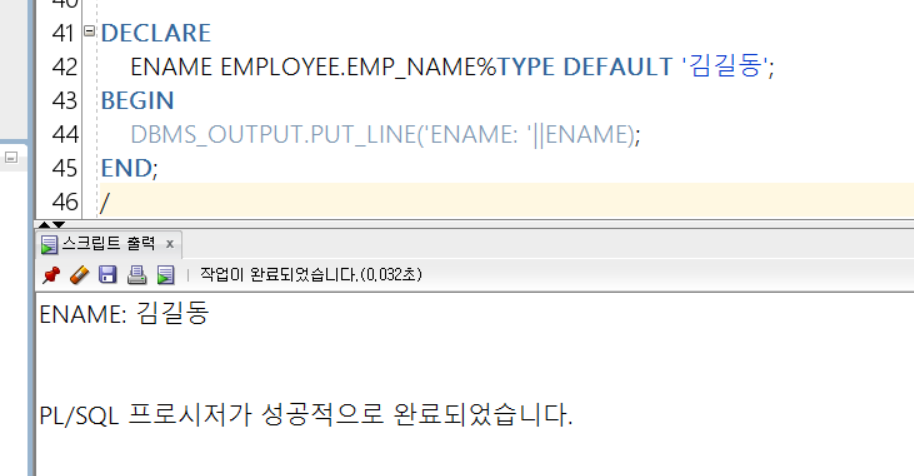 40
41 DECLARE
42 ENAME EMPLOYEE.EMP_NAME%TYPE DEFAULT '김길동';
43 BEGIN
44 DBMS_OUTPUT.PUT_LINE('ENAME: '||ENAME);
45 END;
46 /
스크립트 출력 x
작업이 완료되었습니다.(0.032초)
ENAME: 김길동
PL/SQL 프로시저가 성공적으로 완료되었습니다.